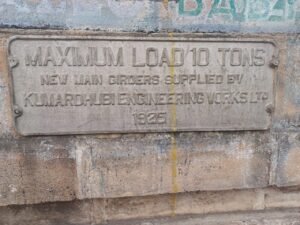 MAXIMUM LOAD 10 TONS
NEW MAIN GIRDERS SUPPLIED BY
KUMARDHUBI ENGINEERING WORKS LTD
1925